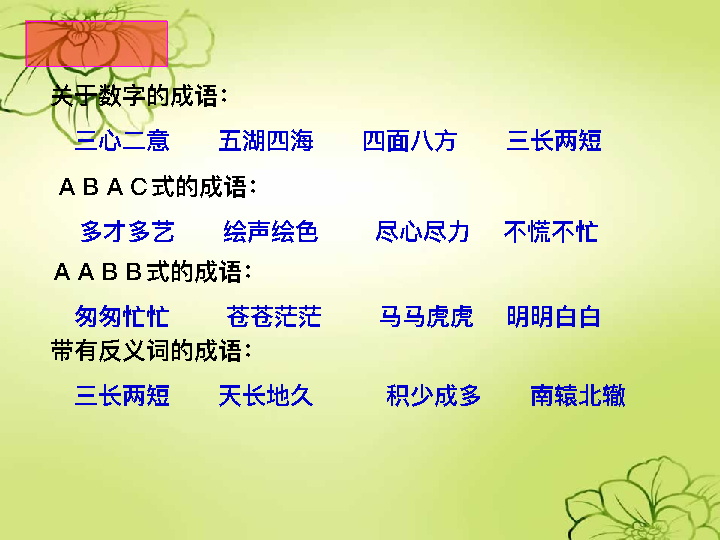 关于数字的成语：
三心二意 五湖四海 四面八方 三长两短
ＡＢＡＣ式的成语：
多才多艺 绘声绘色 尽心尽力 不慌不忙
ＡＡＢＢ式的成语：
匆匆忙忙 苍苍茫茫 马马虎虎 明明白白
带有反义词的成语：
三长两短 天长地久 积少成多 南辕北辙